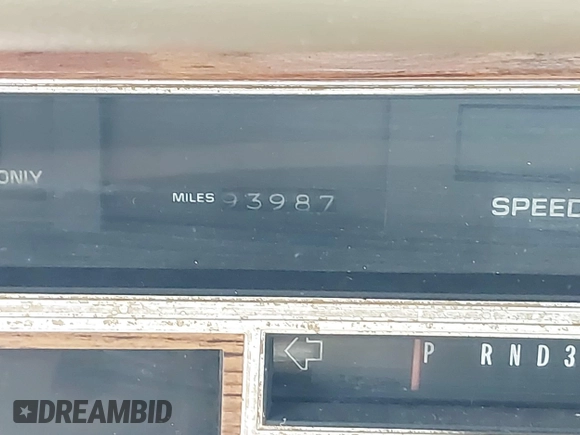 ONLY
MILES 93987
SPEED
P R N D 3
DREAMBID